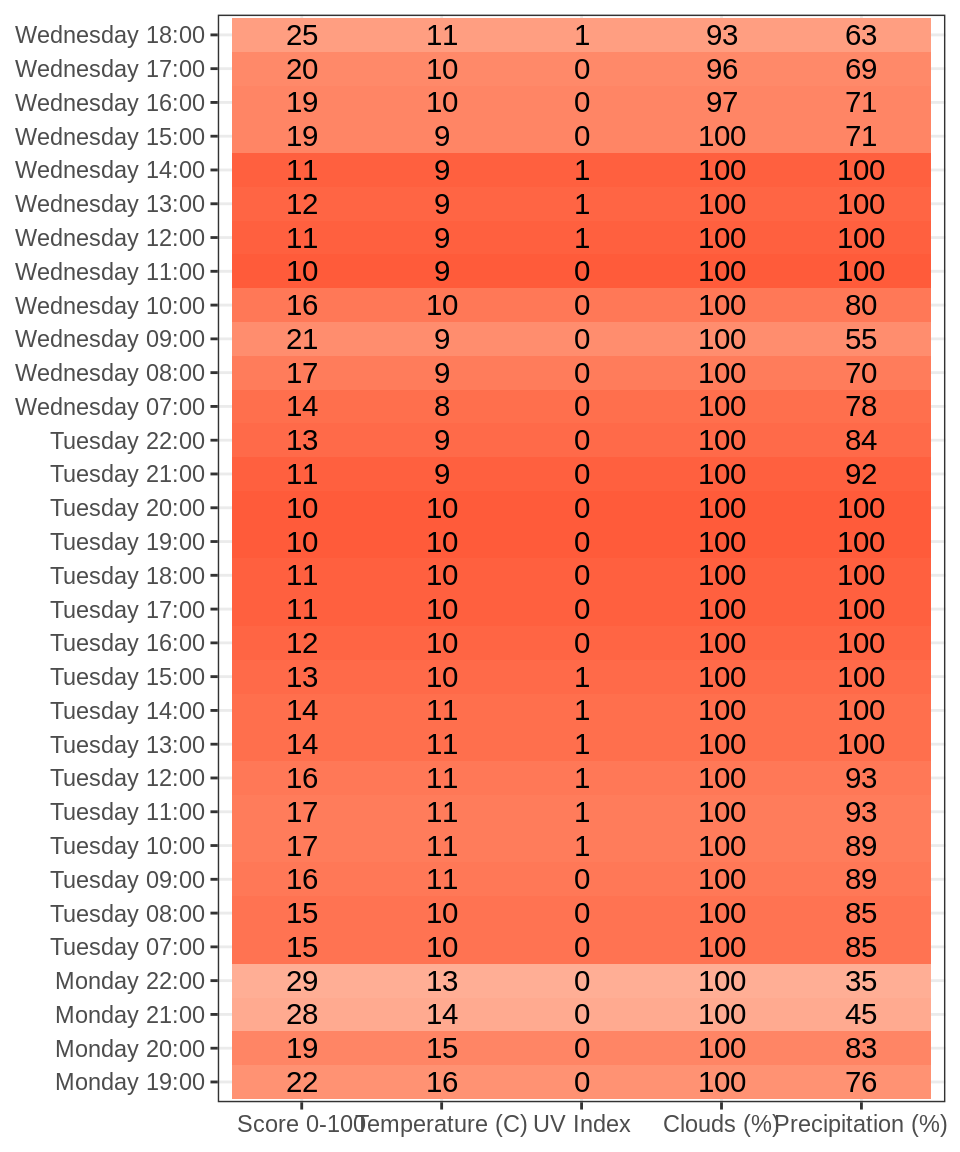 Wednesday 18:00 25 11 1 93 63
Wednesday 17:00 20 10 0 96 69
Wednesday 16:00 19 10 0 97 71
Wednesday 15:00 19 9 0 100 71
Wednesday 14:00 11 9 1 100 100
Wednesday 13:00 12 9 1 100 100
Wednesday 12:00 11 9 1 100 100
Wednesday 11:00 10 9 0 100 100
Wednesday 10:00 16 10 0 100 80
Wednesday 09:00 21 9 0 100 55
Wednesday 08:00 17 9 0 100 70
Wednesday 07:00 14 8 0 100 78
Tuesday 22:00 13 9 0 100 84
Tuesday 21:00 11 9 0 100 92
Tuesday 20:00 10 10 0 100 100
Tuesday 19:00 10 10 0 100 100
Tuesday 18:00 11 10 0 100 100
Tuesday 17:00 11 10 0 100 100
Tuesday 16:00 12 10 0 100 100
Tuesday 15:00 13 10 1 100 100
Tuesday 14:00 14 11 1 100 100
Tuesday 13:00 14 11 1 100 100
Tuesday 12:00 16 11 1 100 93
Tuesday 11:00 17 11 1 100 93
Tuesday 10:00 17 11 1 100 89
Tuesday 09:00 16 11 0 100 89
Tuesday 08:00 15 10 0 100 85
Tuesday 07:00 15 10 0 100 85
Monday 22:00 29 13 0 100 35
Monday 21:00 28 14 0 100 45
Monday 20:00 19 15 0 100 83
Monday 19:00 22 16 0 100 76
Score 0-100 Temperature (C) UV Index Clouds (%) Precipitation (%)